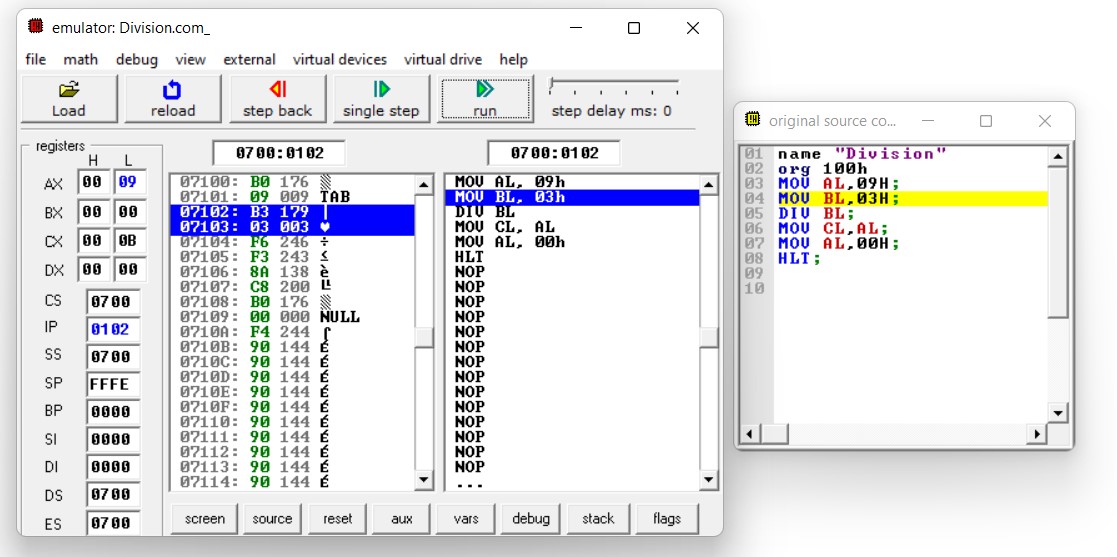 emulator: Division.com_
file math debug view external virtual devices virtual drive help
Load reload step back single step run step delay ms: 0
registers
H L
AX 00 09
BX 00 00
CX 00 0B
DX 00 00
CS 0700
IP 0102
SS 0700
SP FFFE
BP 0000
SI 0000
DI 0000
DS 0700
ES 0700
0700:0102
07100: B0 176 ▒
07101: 09 009 TAB
07102: B3 179 │
07103: 03 003 ♥
07104: F6 246 ÷
07105: F3 243 ≤
07106: 8A 138 è
07107: C8 200 ╚
07108: B0 176 ▒
07109: 00 000 NULL
0710A: F4 244 ⌠
0710B: 90 144 É
0710C: 90 144 É
0710D: 90 144 É
0710E: 90 144 É
0710F: 90 144 É
07110: 90 144 É
07111: 90 144 É
07112: 90 144 É
07113: 90 144 É
07114: 90 144 É
0700:0102
MOV AL, 09h
MOV BL, 03h
DIV BL
MOV CL, AL
MOV AL, 00h
HLT
NOP
NOP
NOP
NOP
NOP
NOP
NOP
NOP
NOP
NOP
NOP
NOP
NOP
NOP
...
screen source reset aux vars debug stack flags
original source co...
01 name "Division"
02 org 100h
03 MOV AL,09H;
04 MOV BL,03H;
05 DIV BL;
06 MOV CL,AL;
07 MOV AL,00H;
08 HLT;
09
10